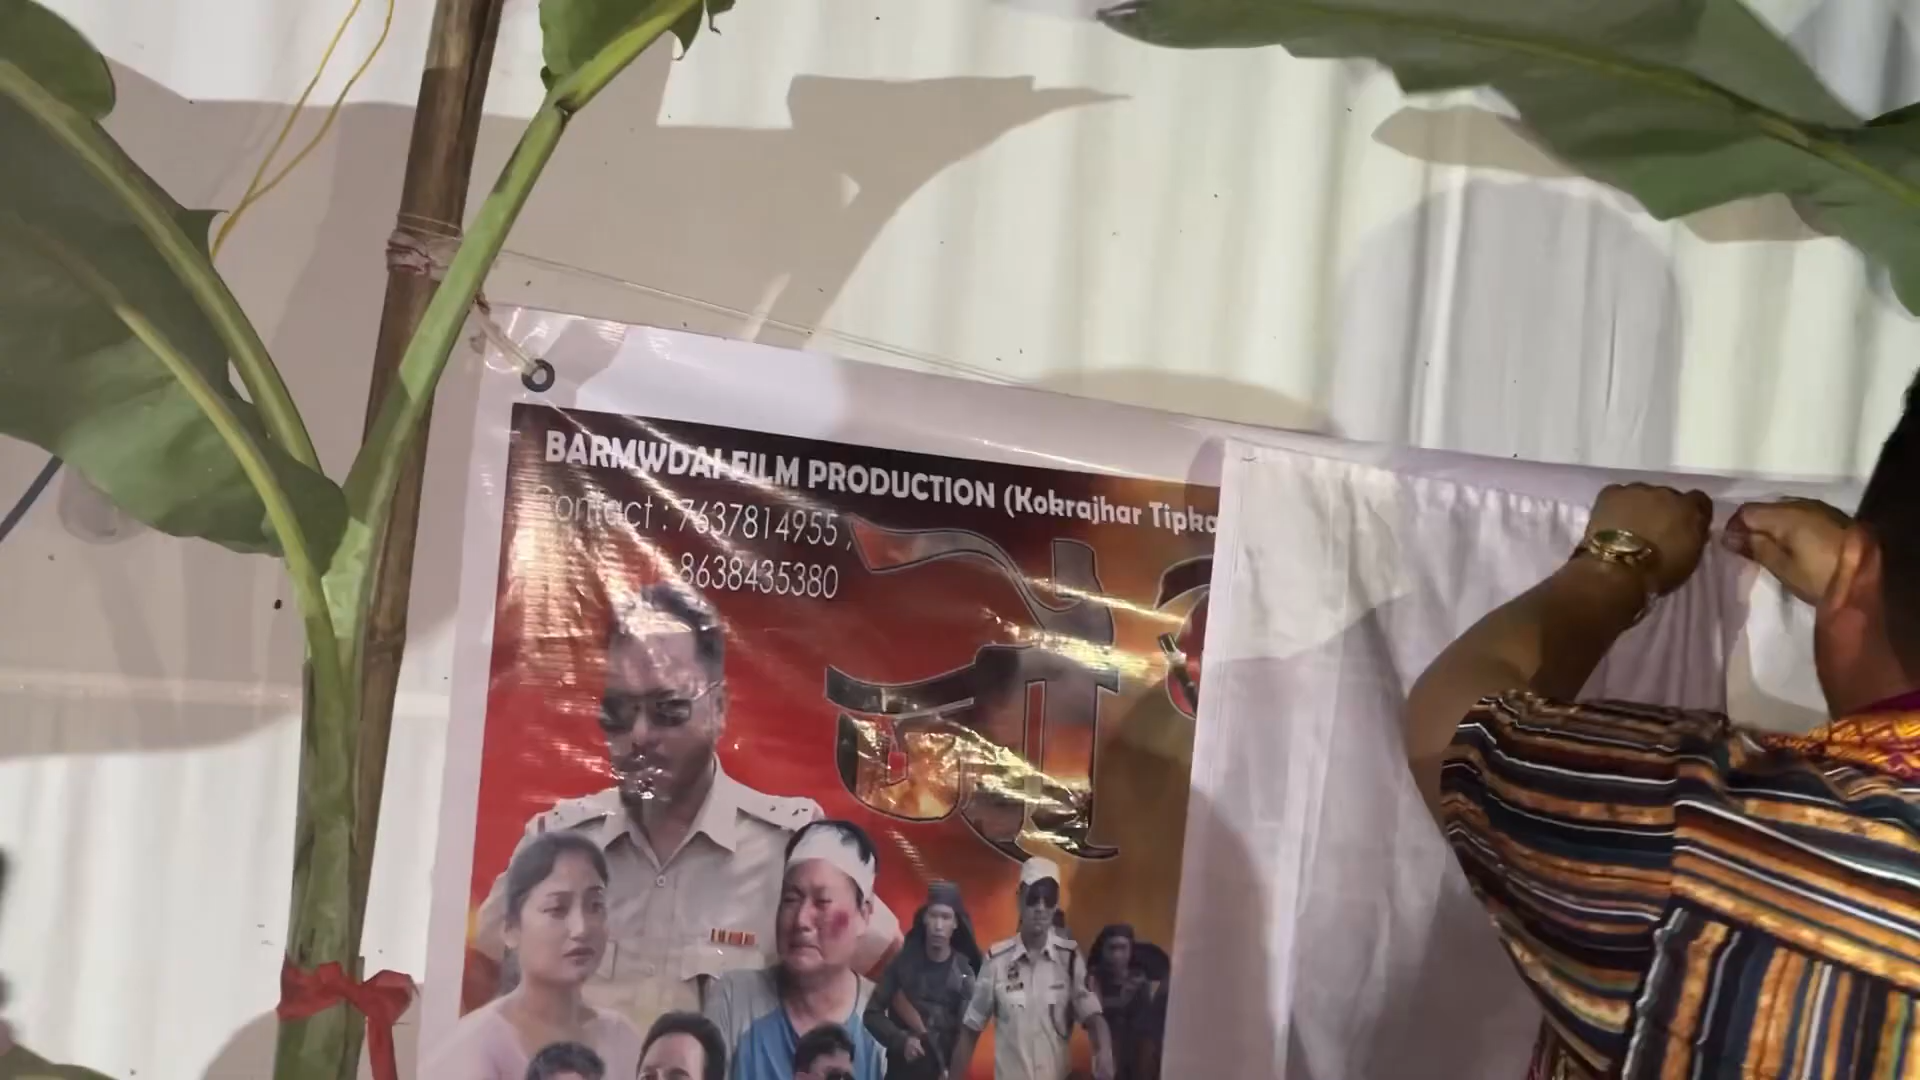 BARMWDAI FILM PRODUCTION (Kokrajhar Tipka
Contact : 7637814955 ,
8638435380